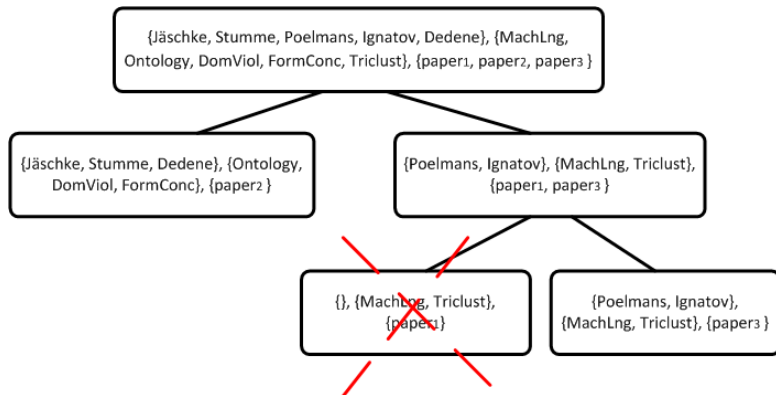 {Jäschke, Stumme, Poelmans, Ignatov, Dedene}, {MachLng,
Ontology, DomViol, FormConc, Triclust}, {paper1, paper2, paper3 }
{Jäschke, Stumme, Dedene}, {Ontology,
DomViol, FormConc}, {paper2 }
{Poelmans, Ignatov}, {MachLng, Triclust},
{paper1, paper3 }
{}, {MachLng, Triclust},
{paper1}
{Poelmans, Ignatov},
{MachLng, Triclust}, {paper3 }